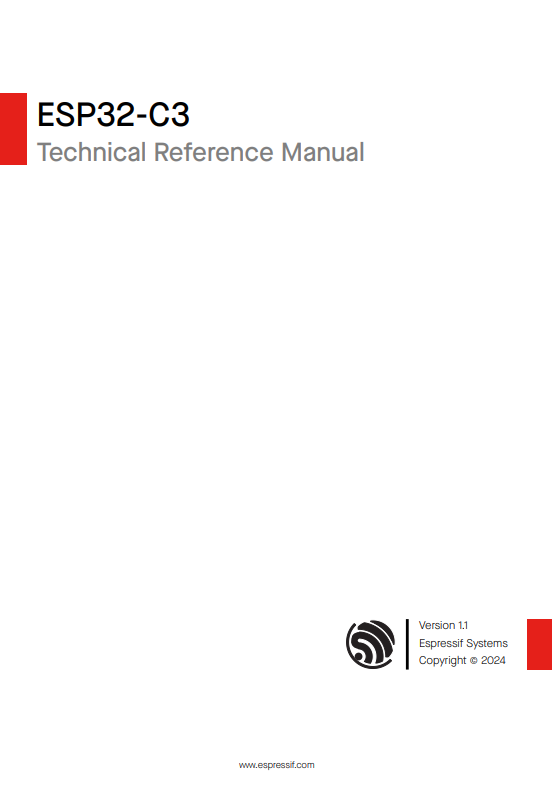 ESP32-C3
Technical Reference Manual
Version 1.1
Espressif Systems
Copyright © 2024
www.espressif.com